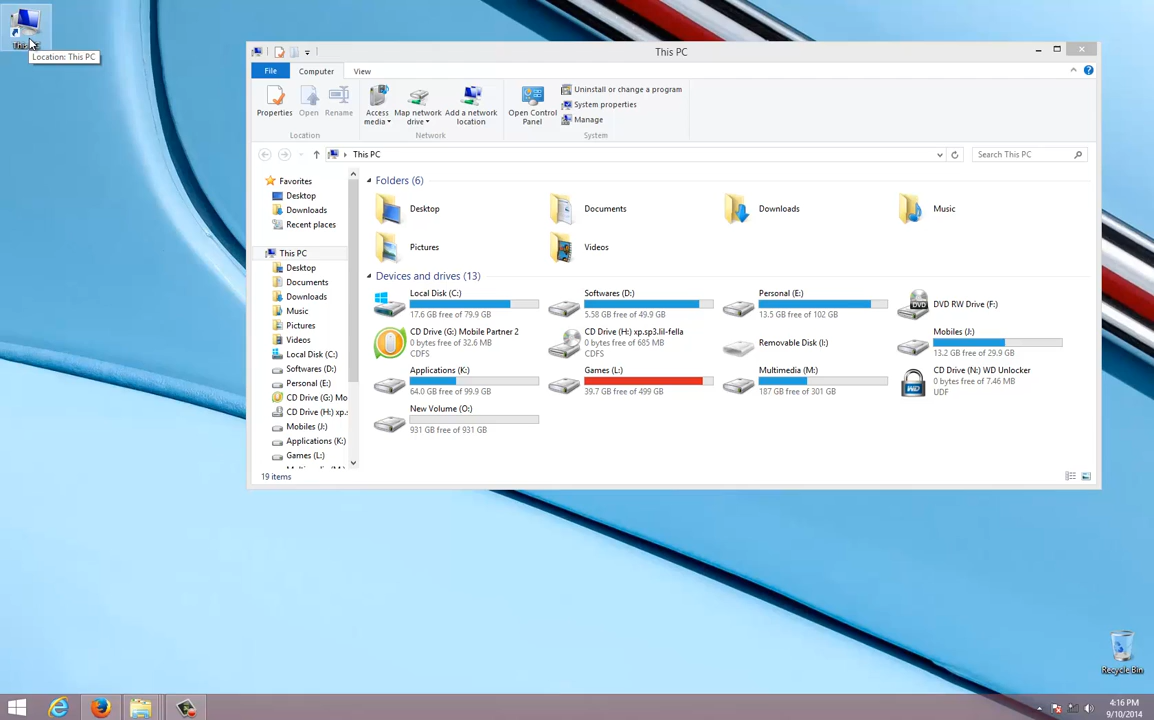 This PC
Location: This PC
This PC
File
Computer
View
Properties
Open
Rename
Access media
Map network drive
Add a network location
Open Control Panel
Uninstall or change a program
System properties
Manage
Location
Network
System
This PC
Search This PC
Favorites
Desktop
Downloads
Recent places
This PC
Desktop
Documents
Downloads
Music
Pictures
Videos
Local Disk (C:)
Softwares (D:)
Personal (E:)
CD Drive (G:) Mo
CD Drive (H:) xp.s
Mobiles (J:)
Applications (K:)
Games (L:)
Folders (6)
Desktop
Documents
Downloads
Music
Pictures
Videos
Devices and drives (13)
Local Disk (C:)
17.6 GB free of 79.9 GB
Softwares (D:)
5.58 GB free of 49.9 GB
Personal (E:)
13.5 GB free of 102 GB
DVD RW Drive (F:)
DVD
CD Drive (G:) Mobile Partner 2
0 bytes free of 32.6 MB
CDFS
CD Drive (H:) xp.sp3.lil-fella
0 bytes free of 685 MB
CDFS
Removable Disk (I:)
Mobiles (J:)
13.2 GB free of 29.9 GB
Applications (K:)
64.0 GB free of 99.9 GB
Games (L:)
39.7 GB free of 499 GB
Multimedia (M:)
187 GB free of 301 GB
CD Drive (N:) WD Unlocker
0 bytes free of 7.46 MB
UDF
WD
New Volume (O:)
931 GB free of 931 GB
19 items
Recycle Bin
4:16 PM
9/10/2014